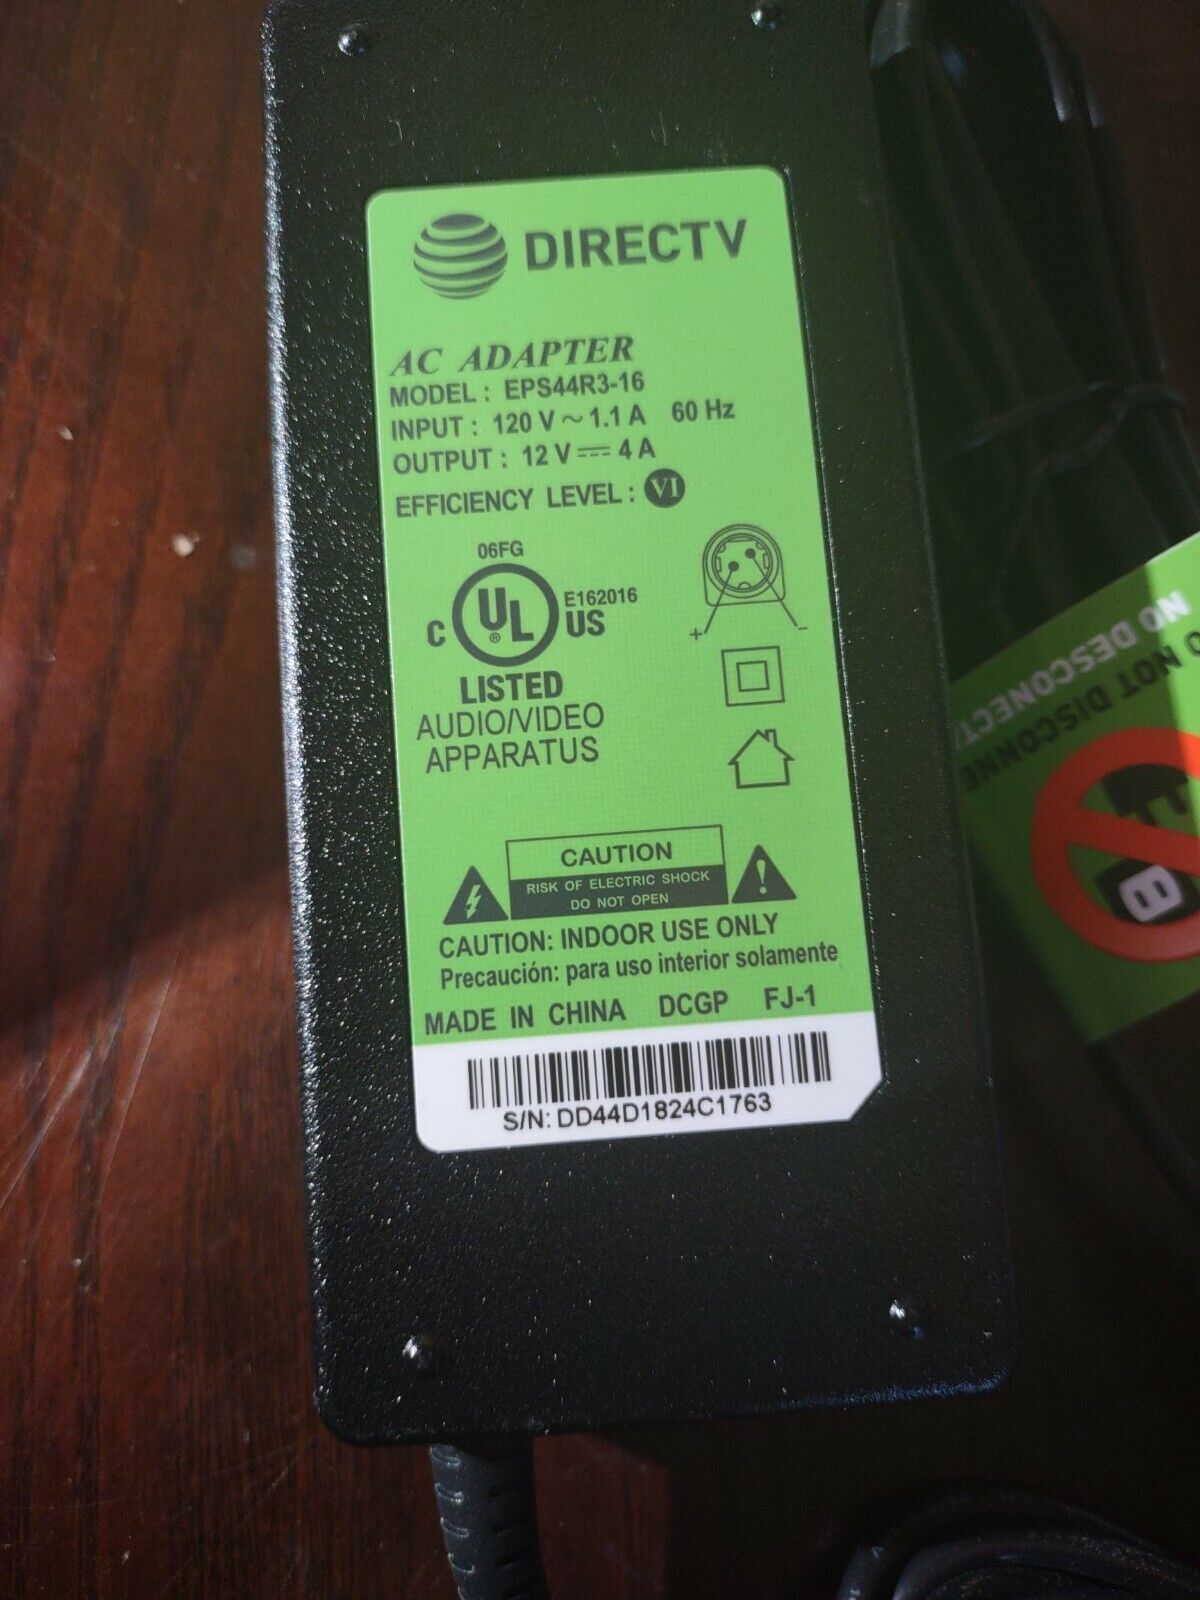 DIRECTV
AC ADAPTER
MODEL : EPS44R3-16
INPUT : 120 V ~ 1.1 A 60 Hz
OUTPUT : 12 V ⎓ 4 A
EFFICIENCY LEVEL : VI
06FG
C UL ® US E162016
LISTED
AUDIO/VIDEO
APPARATUS
+ -
CAUTION
RISK OF ELECTRIC SHOCK
DO NOT OPEN
CAUTION: INDOOR USE ONLY
Precaución: para uso interior solamente
MADE IN CHINA DCGP FJ-1
S/N: DD44D1824C1763
NOT DISCONNE
NO DESCONECTA